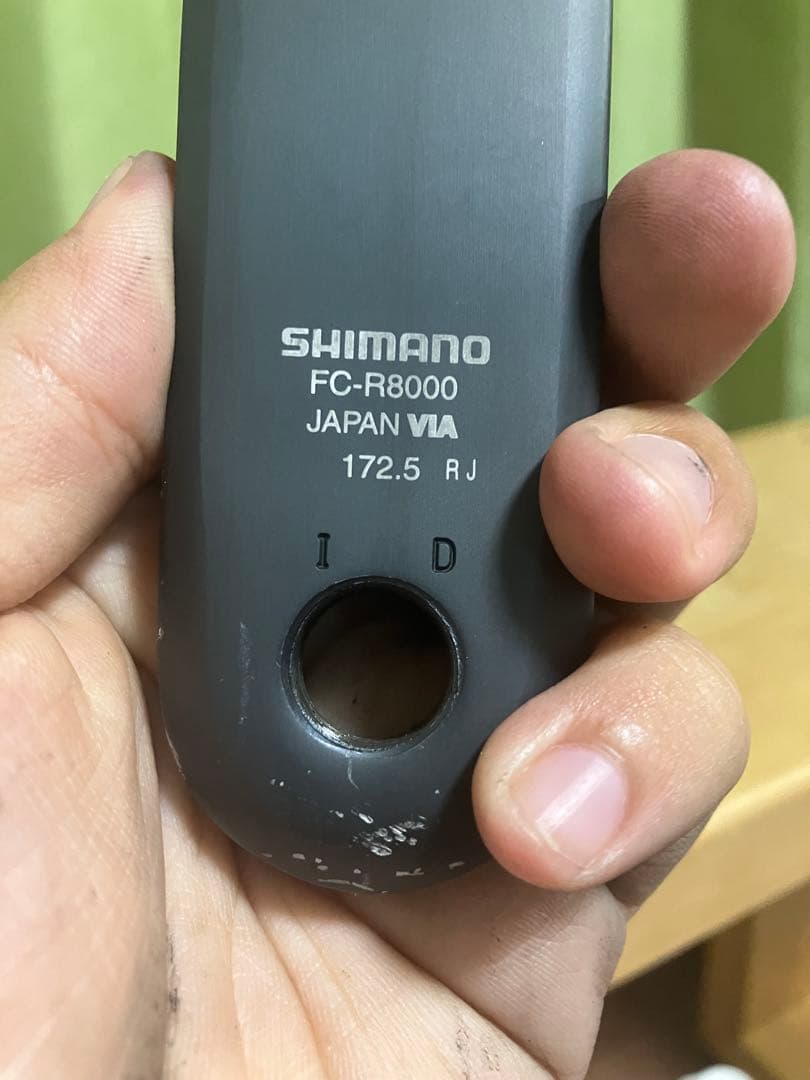 SHIMANO
FC-R8000
JAPAN VIA
172.5 RJ
I D